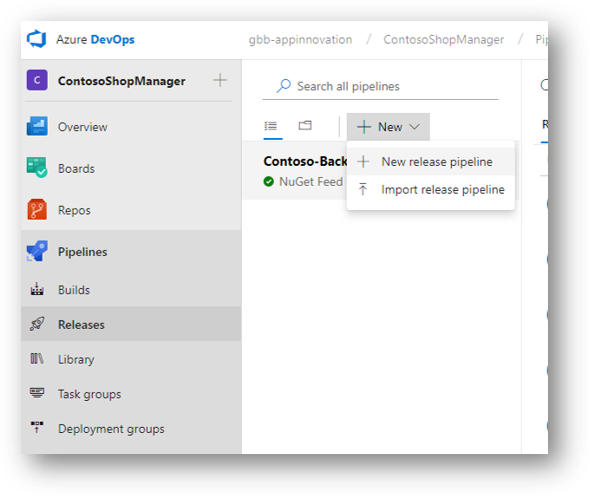 Azure DevOps
gbb-appinnovation / ContosoShopManager /
C ContosoShopManager
Search all pipelines
Overview
New
Boards
Contoso-Back
New release pipeline
NuGet Feed
Import release pipeline
Repos
Pipelines
Builds
Releases
Library
Task groups
Deployment groups